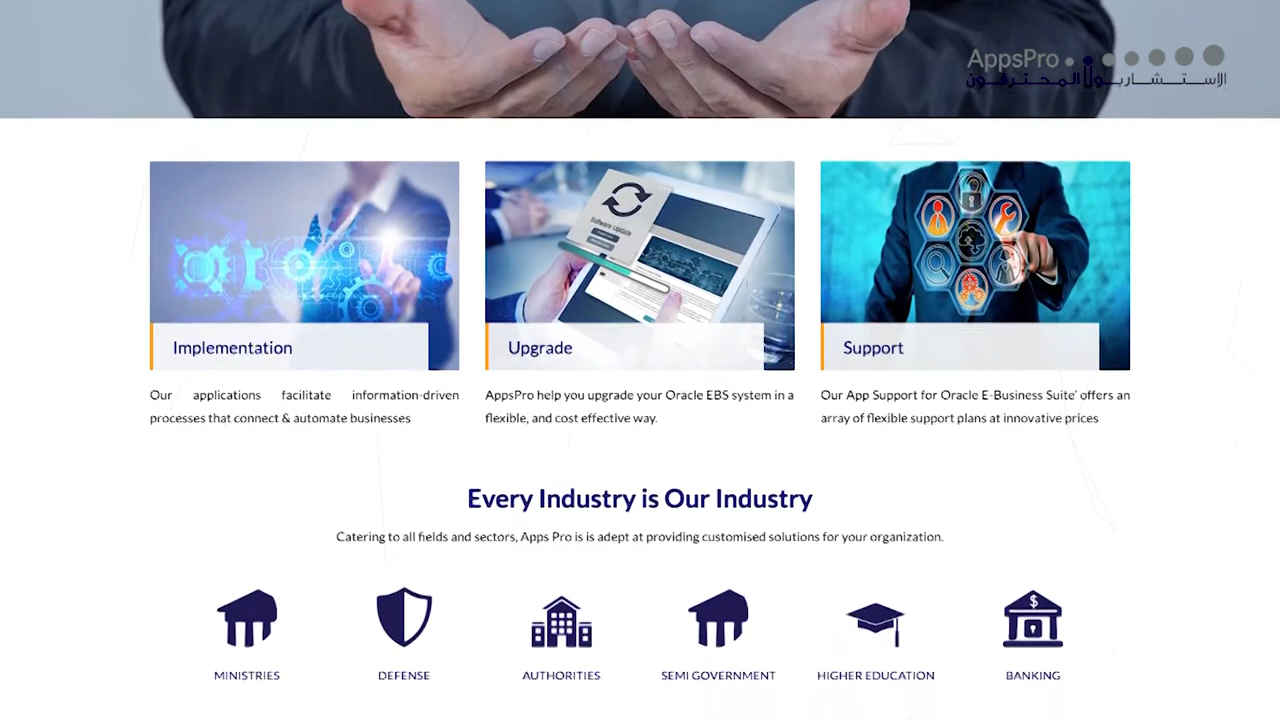 AppsPro
الاستشاريون المحترفون
Software Update
Implementation
Upgrade
Support
Our applications facilitate information-driven
processes that connect & automate businesses
AppsPro help you upgrade your Oracle EBS system in a
flexible, and cost effective way.
Our App Support for Oracle E-Business Suite' offers an
array of flexible support plans at innovative prices
Every Industry is Our Industry
Catering to all fields and sectors, Apps Pro is is adept at providing customised solutions for your organization.
MINISTRIES
DEFENSE
AUTHORITIES
SEMI GOVERNMENT
HIGHER EDUCATION
BANKING